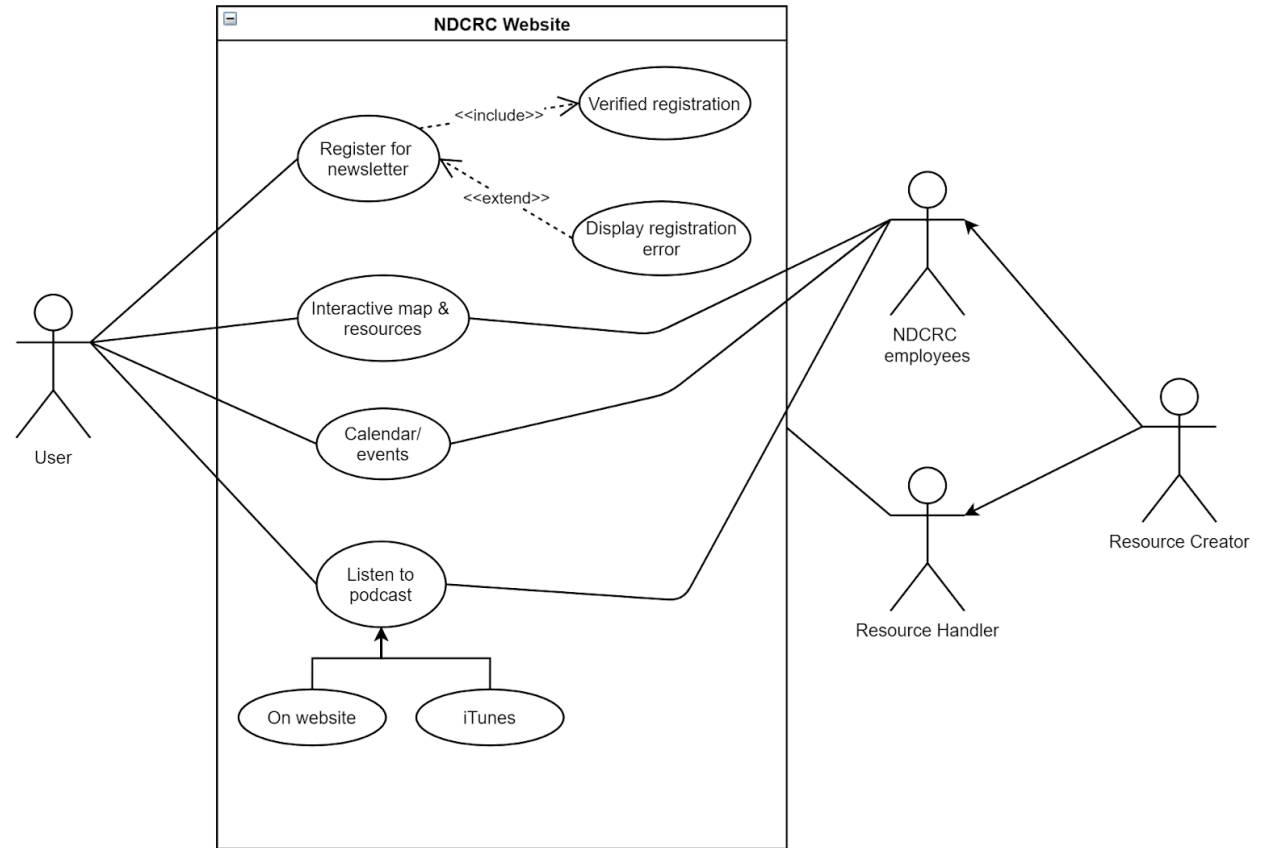 NDCRC Website
Verified registration
<<include>>
Register for
newsletter
<<extend>>
Display registration
error
Interactive map &
resources
NDCRC
employees
Calendar/
events
User
Resource Creator
Listen to
podcast
Resource Handler
On website
iTunes